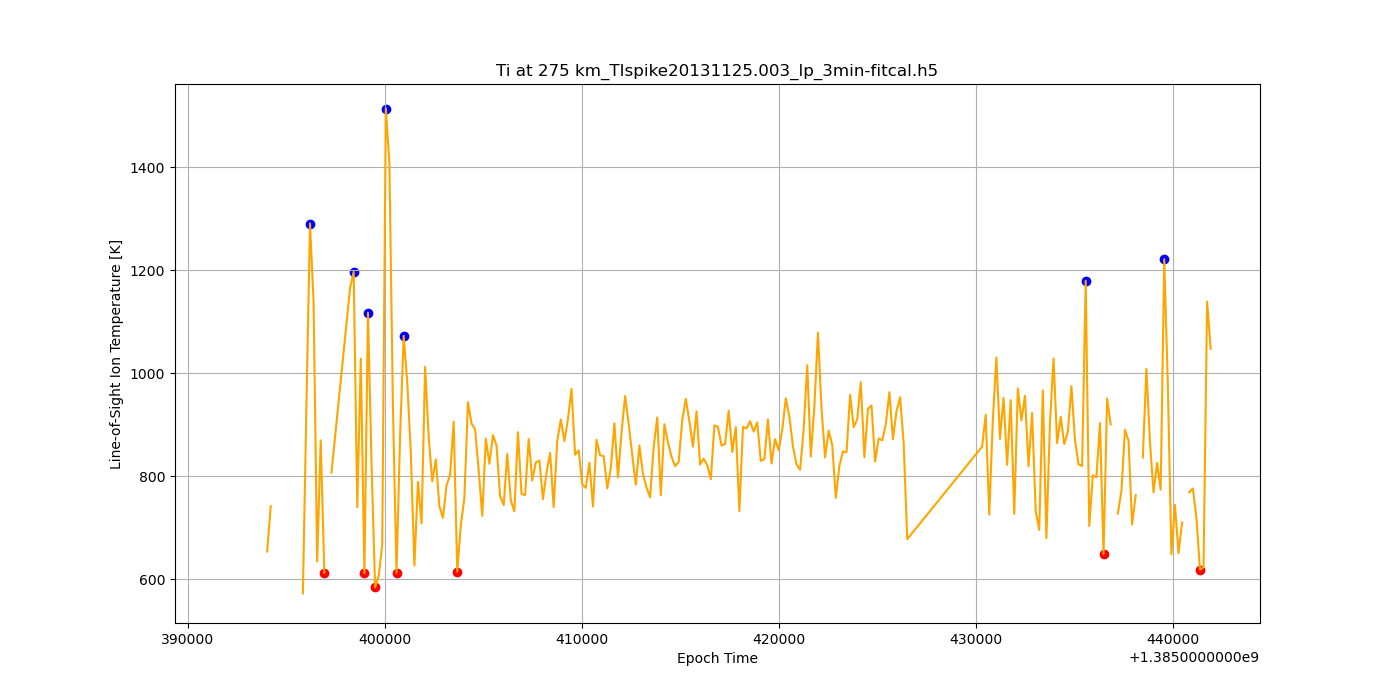 Ti at 275 km_TIspike20131125.003_lp_3min-fitcal.h5
Line-of-Sight Ion Temperature [K]
1400
1200
1000
800
600
390000 400000 410000 420000 430000 440000
Epoch Time
+1.3850000000e9